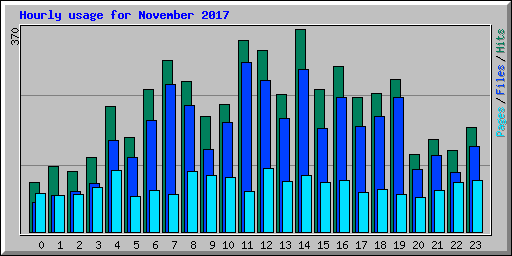 Hourly usage for November 2017
370
Pages/Files/Hits
0 1 2 3 4 5 6 7 8 9 10 11 12 13 14 15 16 17 18 19 20 21 22 23